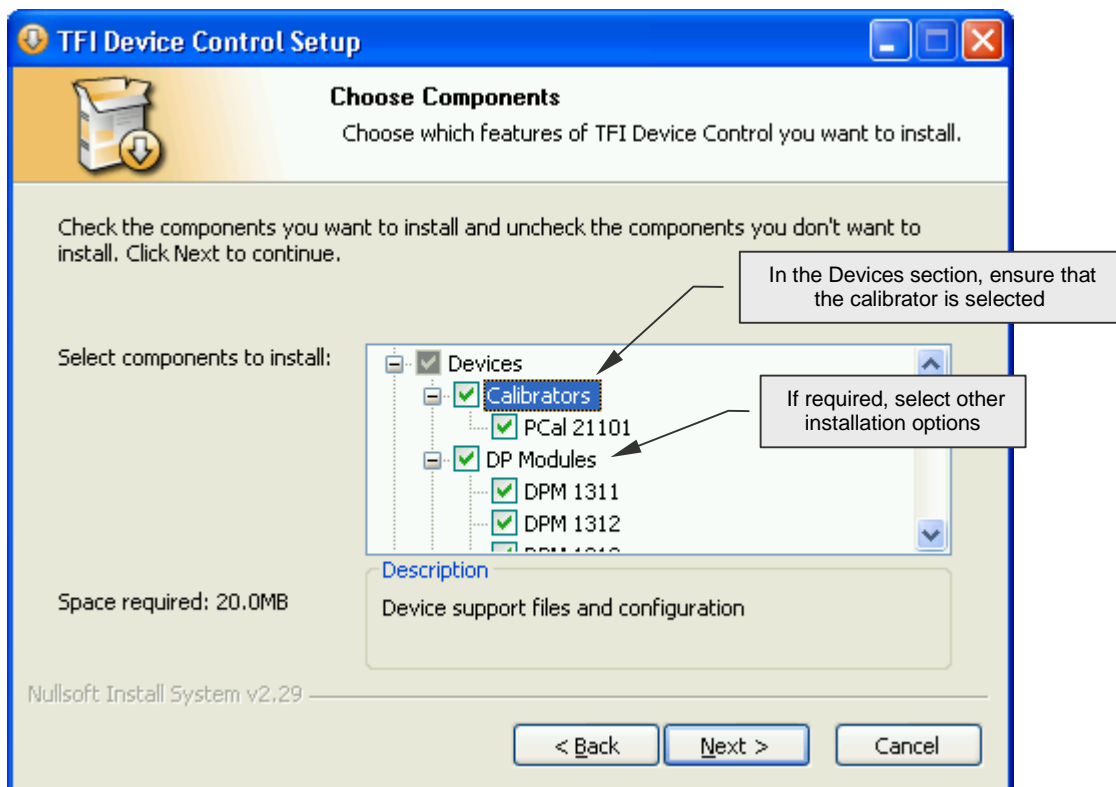 TFI Device Control Setup
Choose Components
Choose which features of TFI Device Control you want to install.
Check the components you want to install and uncheck the components you don't want to
install. Click Next to continue.
In the Devices section, ensure that
the calibrator is selected
Select components to install:
Devices
Calibrators
PCal 21101
If required, select other
installation options
DP Modules
DPM 1311
DPM 1312
Description
Space required: 20.0MB
Device support files and configuration
Nullsoft Install System v2.29
< Back
Next >
Cancel